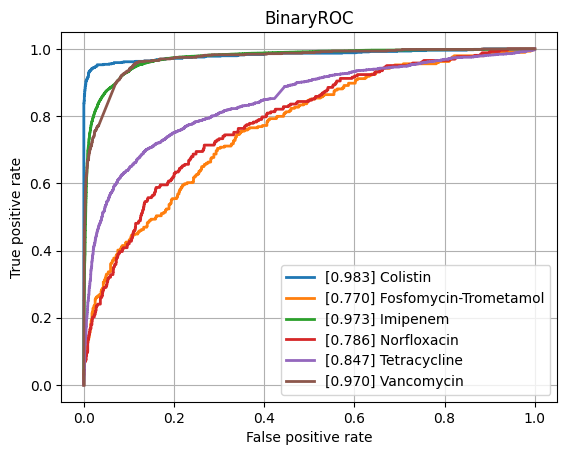 BinaryROC
True positive rate
1.0
0.8
0.6
0.4
0.2
0.0
[0.983] Colistin
[0.770] Fosfomycin-Trometamol
[0.973] Imipenem
[0.786] Norfloxacin
[0.847] Tetracycline
[0.970] Vancomycin
0.0 0.2 0.4 0.6 0.8 1.0
False positive rate